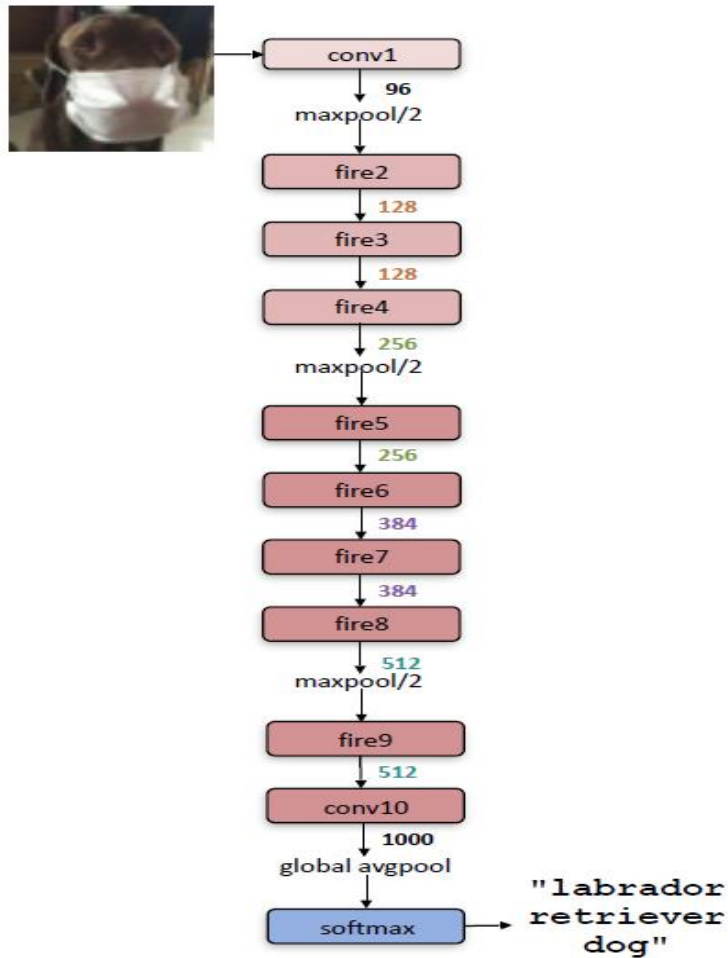 conv1
96
maxpool/2
fire2
128
fire3
128
fire4
256
maxpool/2
fire5
256
fire6
384
fire7
384
fire8
512
maxpool/2
fire9
512
conv10
1000
global avgpool
softmax
"labrador
retriever
dog"